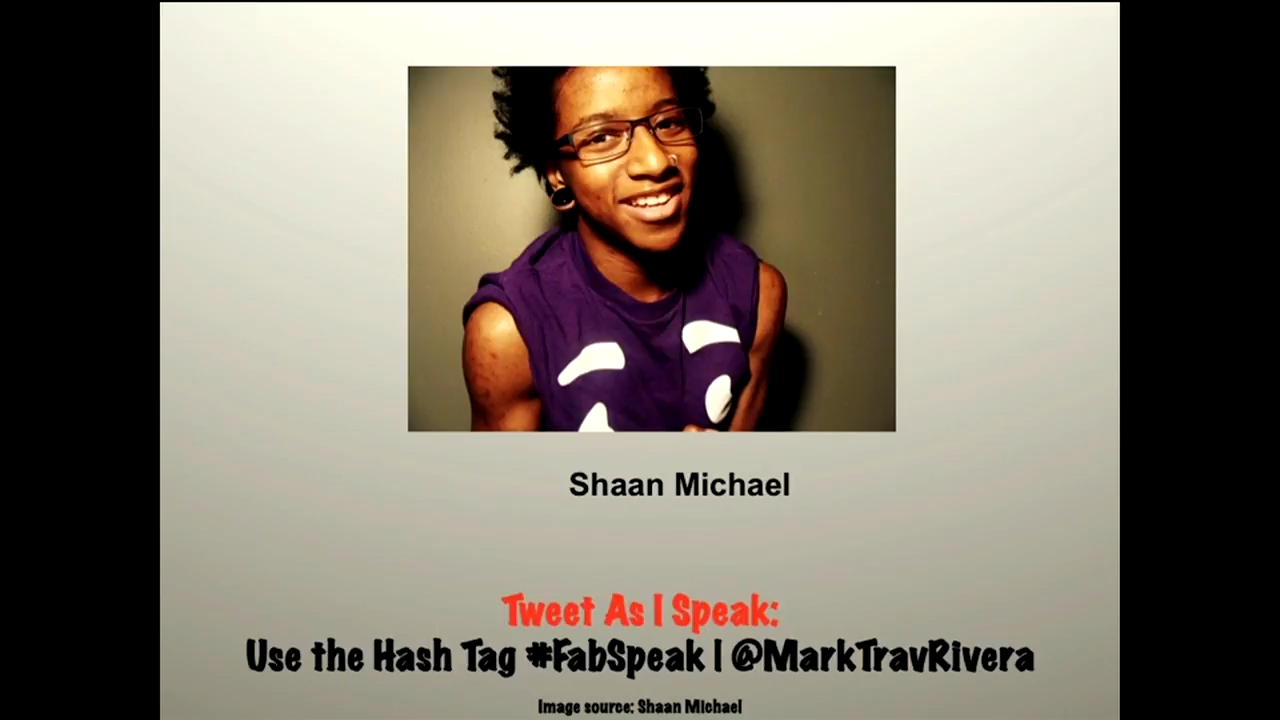 Shaan Michael
Tweet As I Speak:
Use the Hash Tag #FabSpeak | @MarkTravRivera
Image source: Shaan Michael